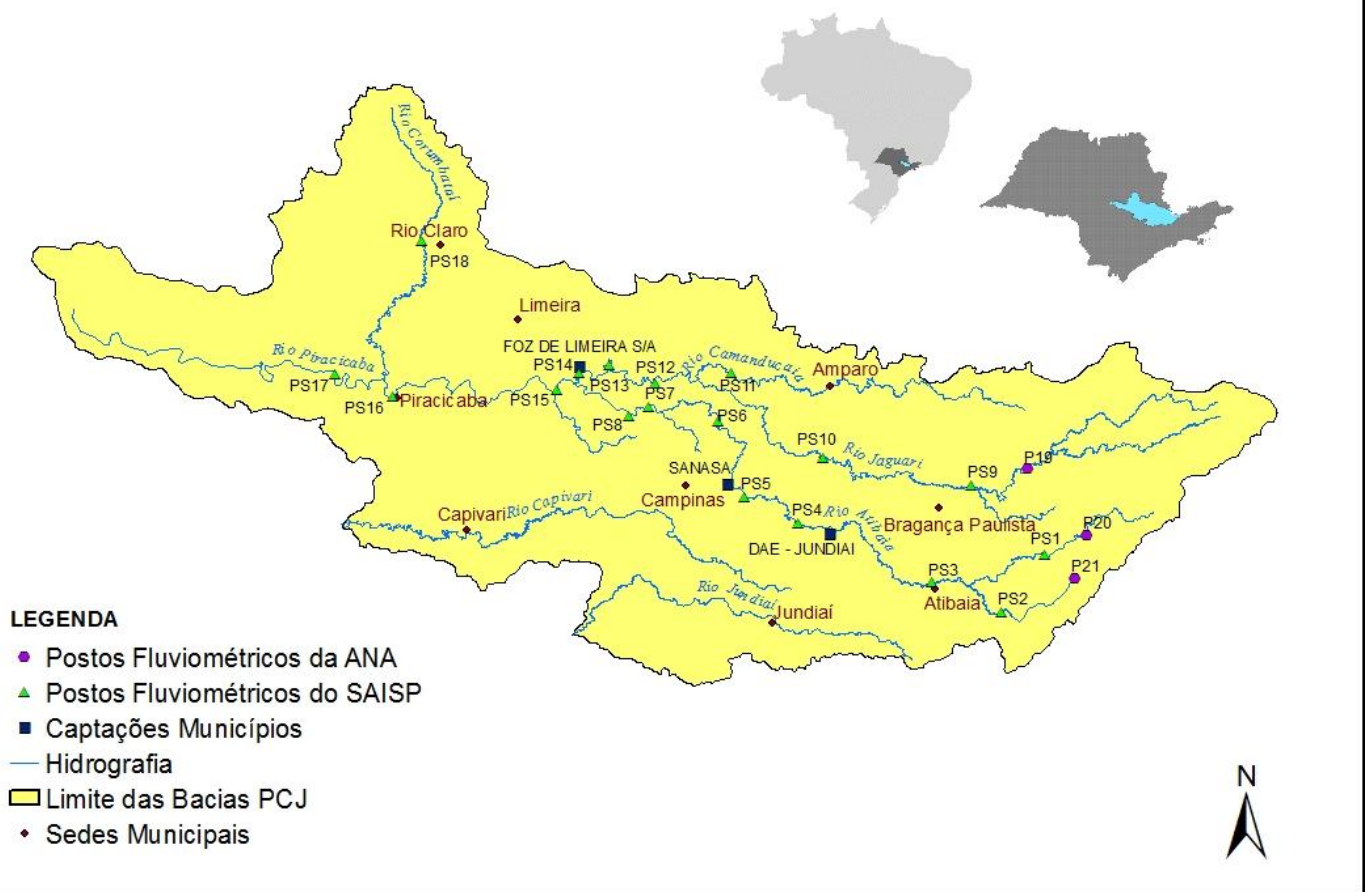 Rio Corumbataí
Rio Claro
PS18
Limeira
FOZ DE LIMEIRA S/A
Rio Piracicaba
PS17
PS16
Piracicaba
PS14
PS13
PS15
PS12
Rio Camanducaia
PS11
Amparo
PS7
PS8
PS6
PS10
Rio Jaguari
P19
PS9
SANASA
PS5
Campinas
Rio Capivari
Capivari
PS4
Rio Atibaia
Bragança Paulista
DAE - JUNDIAI
P20
PS1
P21
PS3
Atibaia
PS2
Rio Jundiaí
Jundiaí
LEGENDA
Postos Fluviométricos da ANA
Postos Fluviométricos do SAISP
Captações Municípios
Hidrografia
Limite das Bacias PCJ
Sedes Municipais
N